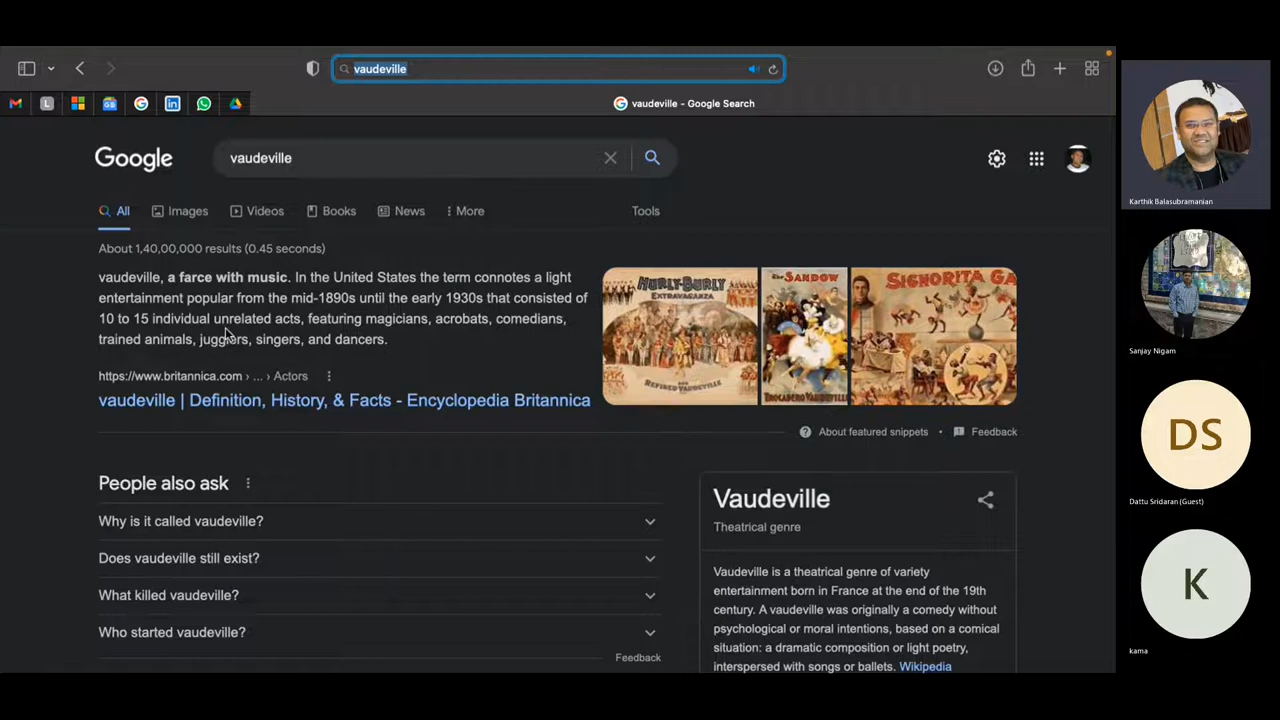 vaudeville
vaudeville - Google Search
Google
vaudeville
All
Images
Videos
Books
News
More
Tools
About 1,40,00,000 results (0.45 seconds)
vaudeville, a farce with music. In the United States the term connotes a light
entertainment popular from the mid-1890s until the early 1930s that consisted of
10 to 15 individual unrelated acts, featuring magicians, acrobats, comedians,
trained animals, jugglers, singers, and dancers.
HURLY-BURLY
EXTRAVAGANZA
AND
REFINED VAUDEVILLE
The SANDOW
TROCADERO VAUDEVILLE
SIGNORITA GA
https://www.britannica.com › ... › Actors
vaudeville | Definition, History, & Facts - Encyclopedia Britannica
About featured snippets • Feedback
People also ask
Why is it called vaudeville?
Does vaudeville still exist?
What killed vaudeville?
Who started vaudeville?
Feedback
Vaudeville
Theatrical genre
Vaudeville is a theatrical genre of variety
entertainment born in France at the end of the 19th
century. A vaudeville was originally a comedy without
psychological or moral intentions, based on a comical
situation: a dramatic composition or light poetry,
interspersed with songs or ballets. Wikipedia
Karthik Balasubramanian
Sanjay Nigam
DS
Dattu Sridaran (Guest)
K
kama